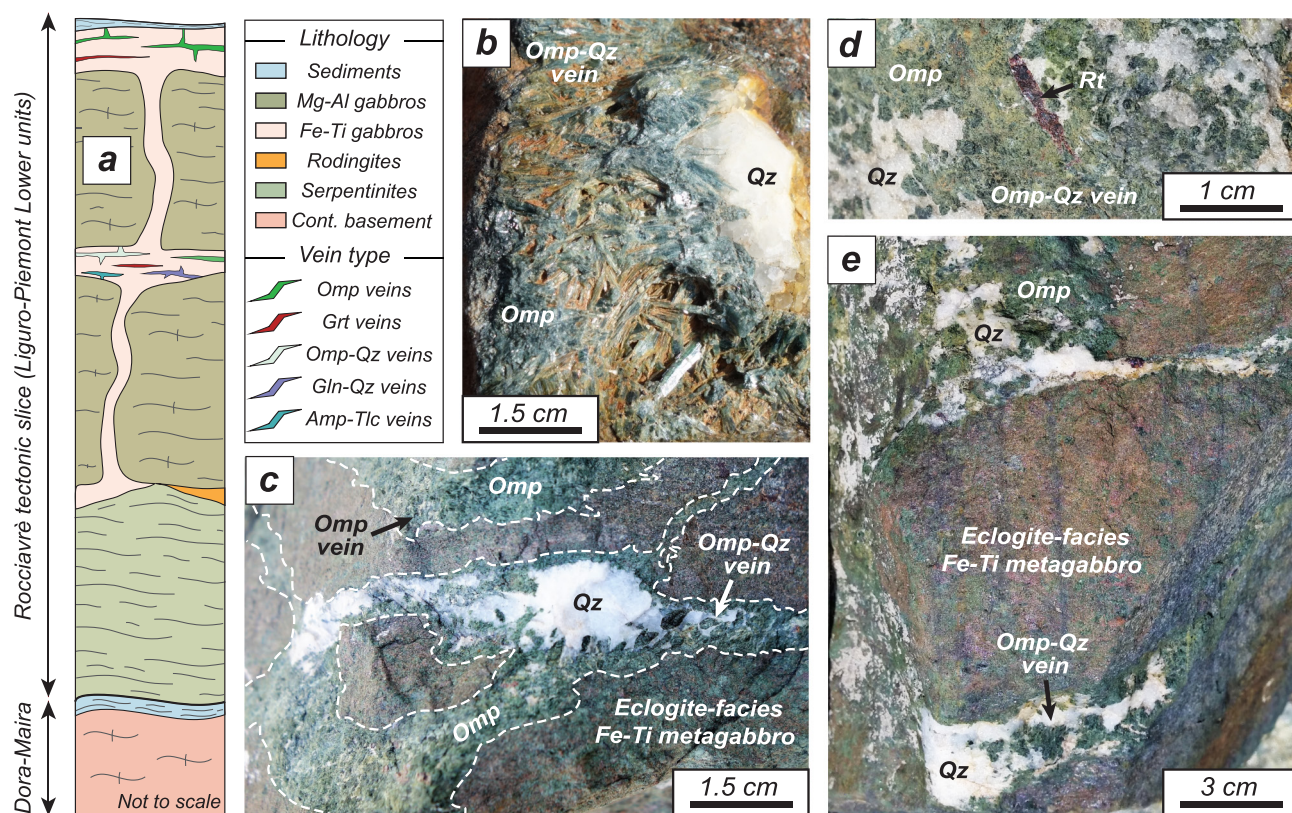 Rocciavrè tectonic slice (Liguro-Piemont Lower units)
Dora-Maira
a
Not to scale
Lithology
Sediments
Mg-Al gabbros
Fe-Ti gabbros
Rodingites
Serpentinites
Cont. basement
Vein type
Omp veins
Grt veins
Omp-Qz veins
Gln-Qz veins
Amp-Tlc veins
b
Omp-Qz
vein
Qz
Omp
1.5 cm
c
Omp
Omp
vein
Omp-Qz
vein
Qz
Omp
Eclogite-facies
Fe-Ti metagabbro
1.5 cm
d
Omp
Rt
Qz
Omp-Qz vein
1 cm
e
Omp
Qz
Eclogite-facies
Fe-Ti metagabbro
Omp-Qz
vein
Qz
3 cm